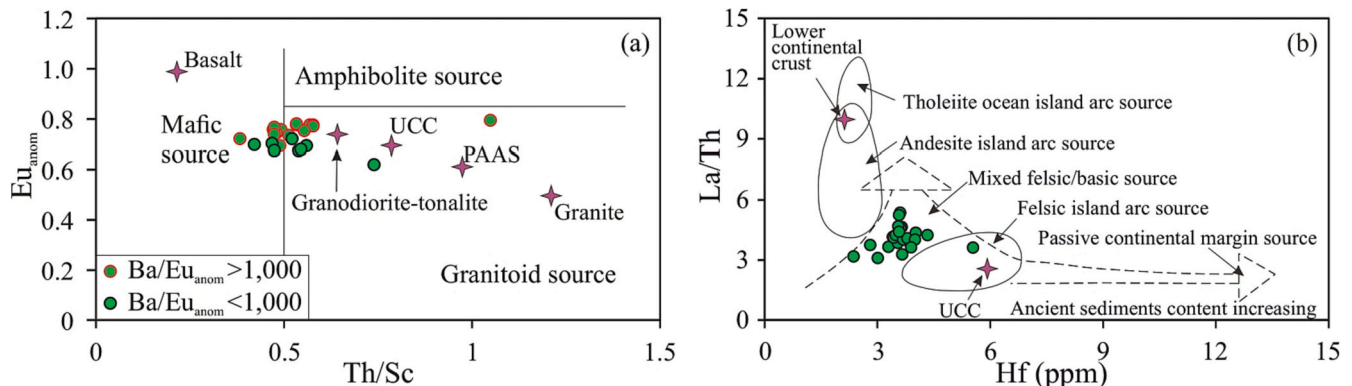 1.2
1.0
0.8
0.6
0.4
0.2
0
Eu_anom
(a)
Basalt
Amphibolite source
Mafic
source
UCC
PAAS
Granodiorite-tonalite
Granite
Ba/Eu_anom >1,000
Ba/Eu_anom <1,000
Granitoid source
0
0.5
1
1.5
Th/Sc
15
12
9
6
3
0
La/Th
Lower
continental
crust
(b)
Tholeiite ocean island arc source
Andesite island arc source
Mixed felsic/basic source
Felsic island arc source
Passive continental margin source
UCC
Ancient sediments content increasing
0
3
6
9
12
15
Hf (ppm)